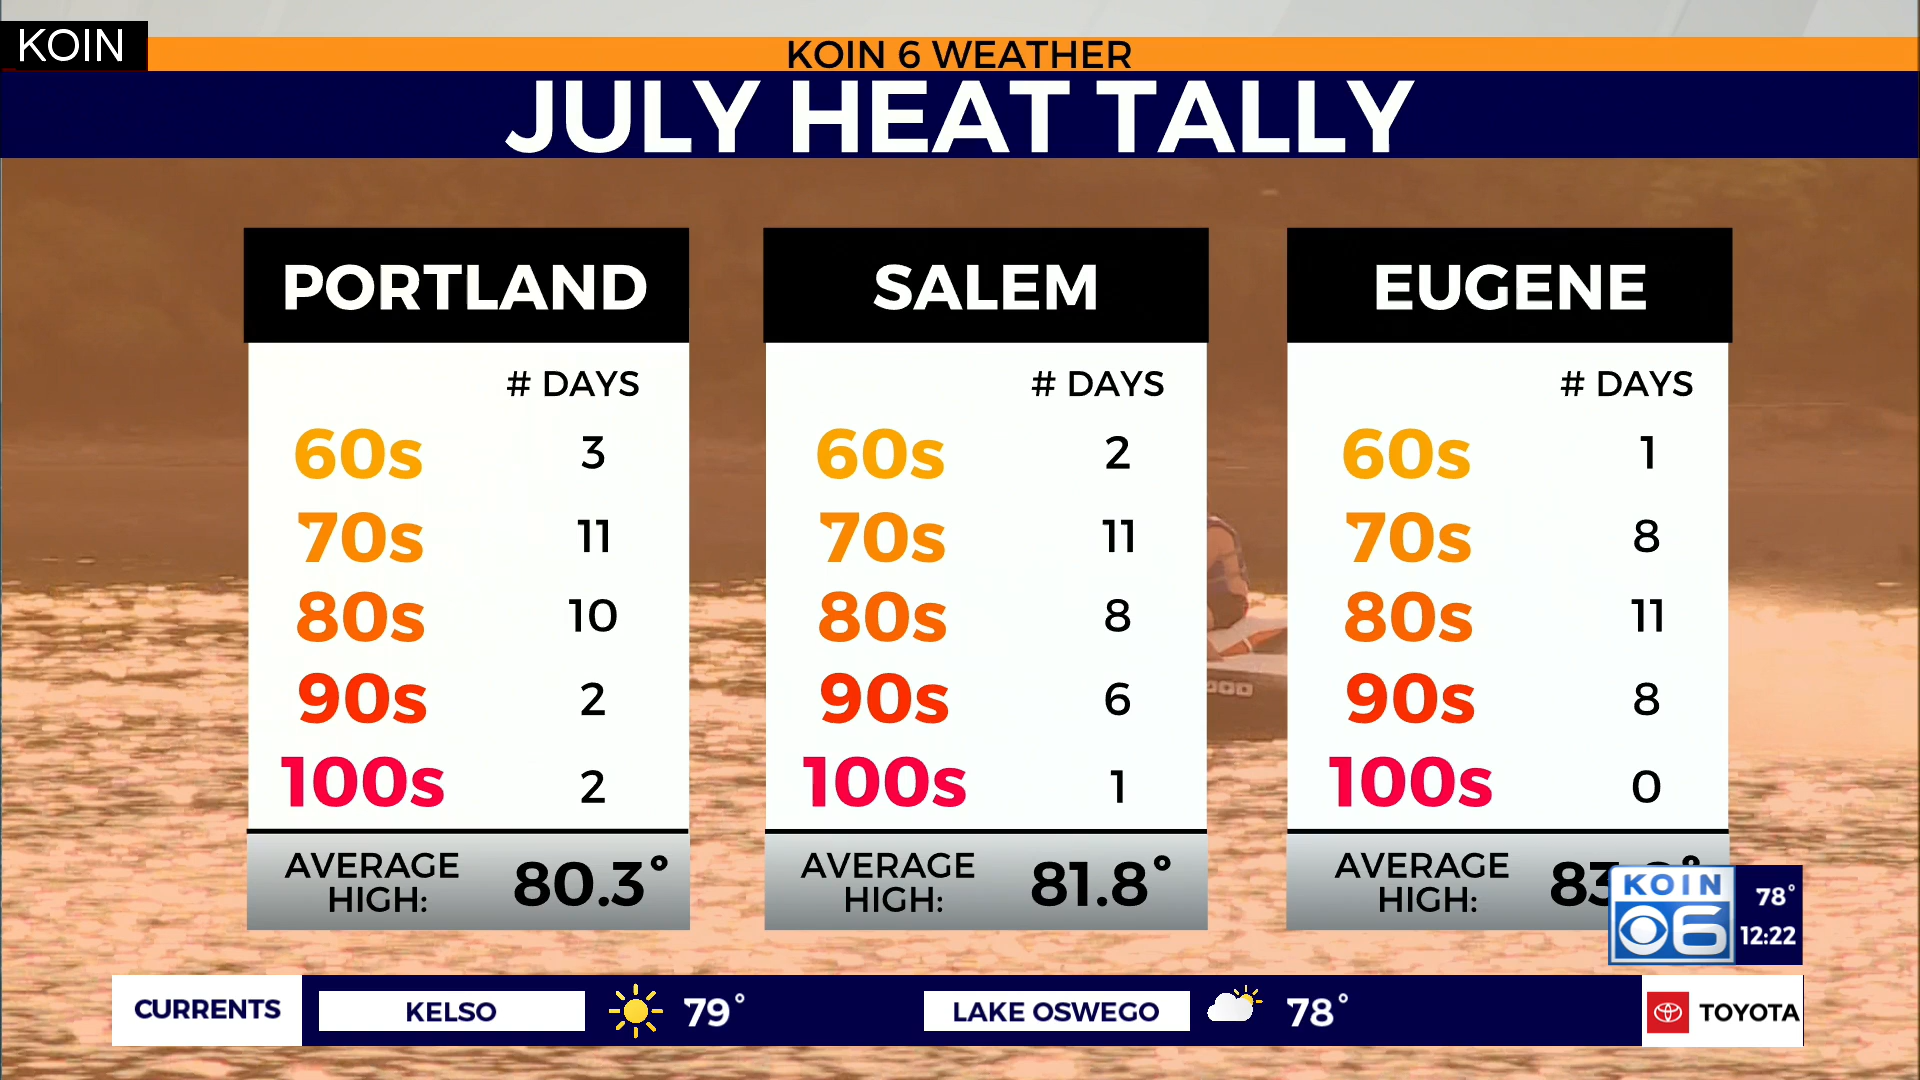 KOIN
KOIN 6 WEATHER
JULY HEAT TALLY
PORTLAND
# DAYS
60s 3
70s 11
80s 10
90s 2
100s 2
AVERAGE HIGH: 80.3°
SALEM
# DAYS
60s 2
70s 11
80s 8
90s 6
100s 1
AVERAGE HIGH: 81.8°
EUGENE
# DAYS
60s 1
70s 8
80s 11
90s 8
100s 0
AVERAGE HIGH:
KOIN 6
78°
12:22
CURRENTS KELSO 79° LAKE OSWEGO 78° TOYOTA